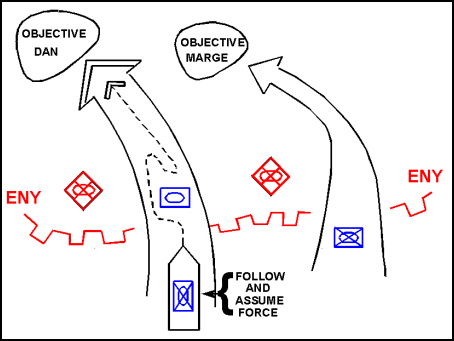 OBJECTIVE
DAN
OBJECTIVE
MARGE
ENY
ENY
FOLLOW
AND
ASSUME
FORCE